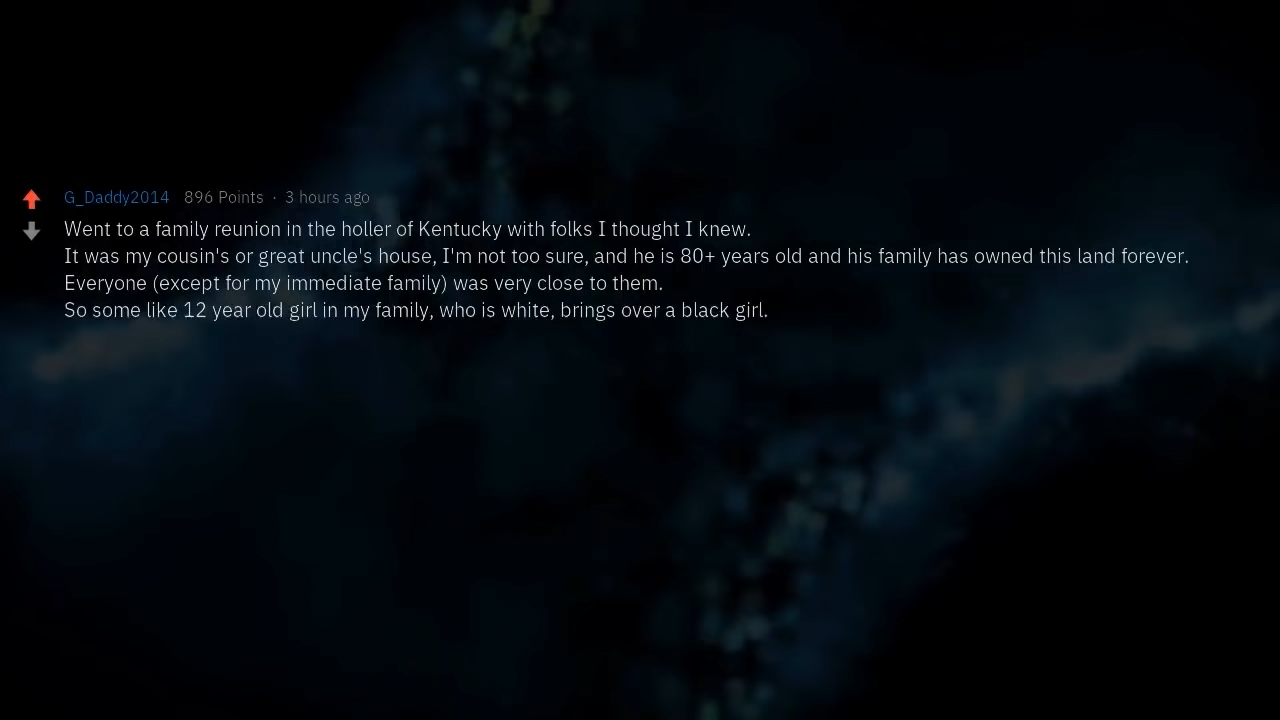 G_Daddy2014 896 Points · 3 hours ago
Went to a family reunion in the holler of Kentucky with folks I thought I knew.
It was my cousin's or great uncle's house, I'm not too sure, and he is 80+ years old and his family has owned this land forever.
Everyone (except for my immediate family) was very close to them.
So some like 12 year old girl in my family, who is white, brings over a black girl.